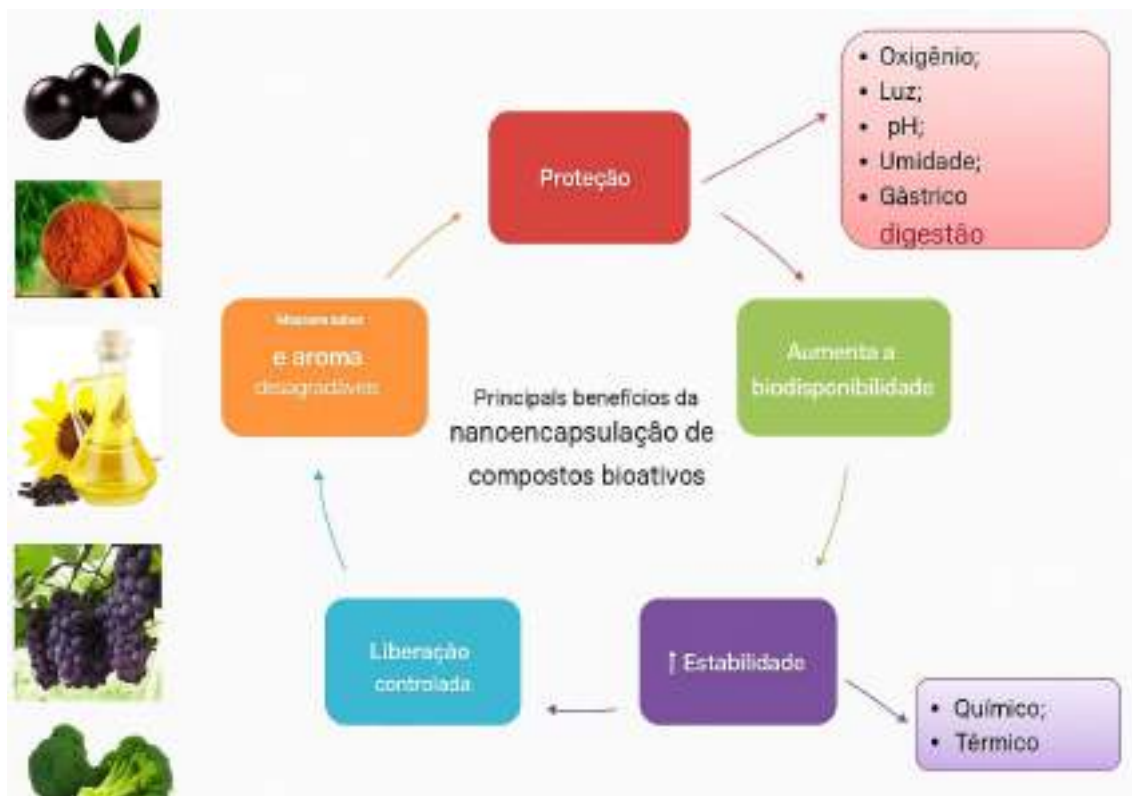 • Oxigênio;
• Luz;
• pH;
• Umidade;
• Gástrico
digestão
Proteção
e aroma
desagradáveis
Aumenta a
biodisponibilidade
Principais benefícios da
nanoencapsulação de
compostos bioativos
Liberação
controlada
↑ Estabilidade
• Químico;
• Térmico